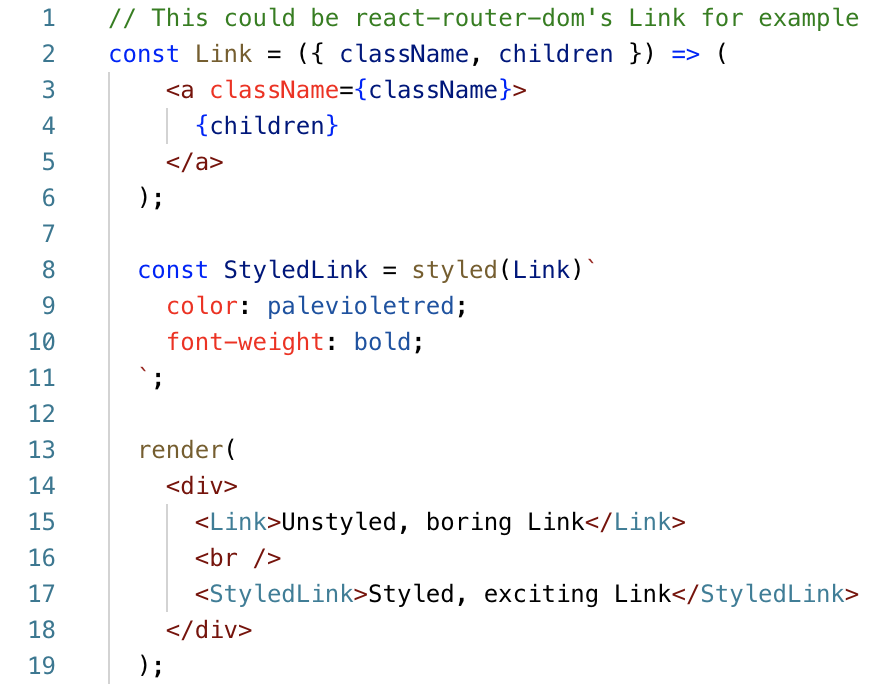 1 // This could be react-router-dom's Link for example
2 const Link = ({ className, children }) => (
3     <a className={className}>
4       {children}
5     </a>
6   );
7
8   const StyledLink = styled(Link)`
9     color: palevioletred;
10     font-weight: bold;
11   `;
12
13   render(
14     <div>
15       <Link>Unstyled, boring Link</Link>
16       <br />
17       <StyledLink>Styled, exciting Link</StyledLink>
18     </div>
19   );